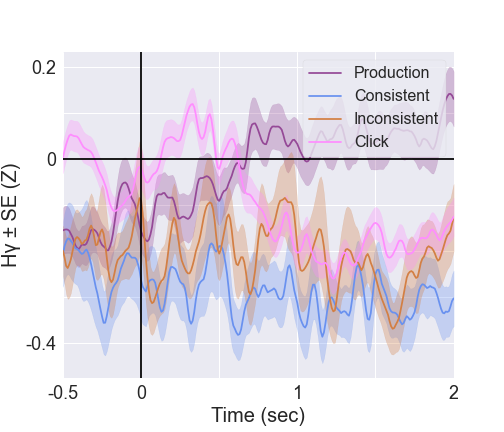 Production
Consistent
Inconsistent
Click
0.2
0
-0.4
Hγ ± SE (Z)
-0.5
0
1
2
Time (sec)